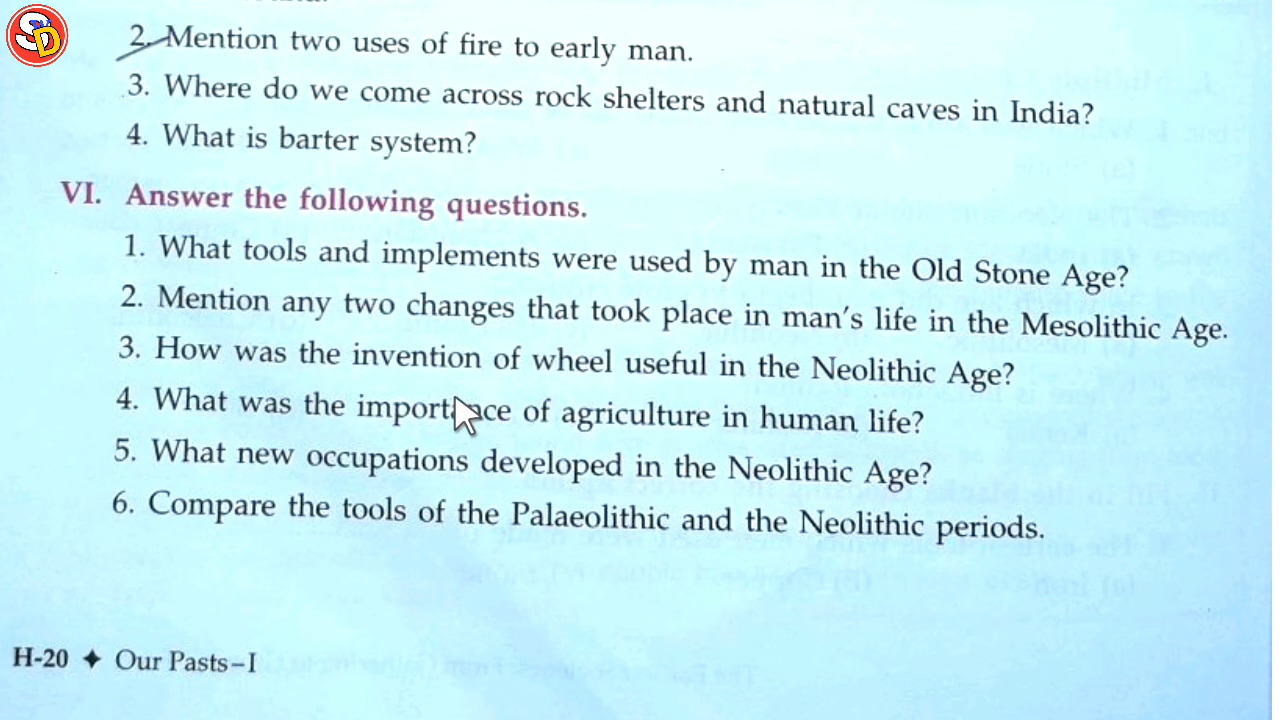 SD
2. Mention two uses of fire to early man.
3. Where do we come across rock shelters and natural caves in India?
4. What is barter system?
VI. Answer the following questions.
1. What tools and implements were used by man in the Old Stone Age?
2. Mention any two changes that took place in man's life in the Mesolithic Age.
3. How was the invention of wheel useful in the Neolithic Age?
4. What was the importance of agriculture in human life?
5. What new occupations developed in the Neolithic Age?
6. Compare the tools of the Palaeolithic and the Neolithic periods.
H-20 ✦ Our Pasts–I